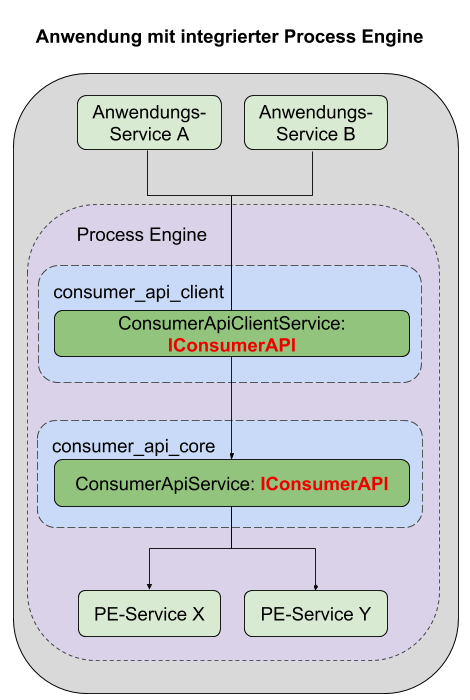 Anwendung mit integrierter Process Engine
Anwendungs-
Service A
Anwendungs-
Service B
Process Engine
consumer_api_client
ConsumerApiClientService:
IConsumerAPI
consumer_api_core
ConsumerApiService: IConsumerAPI
PE-Service X
PE-Service Y